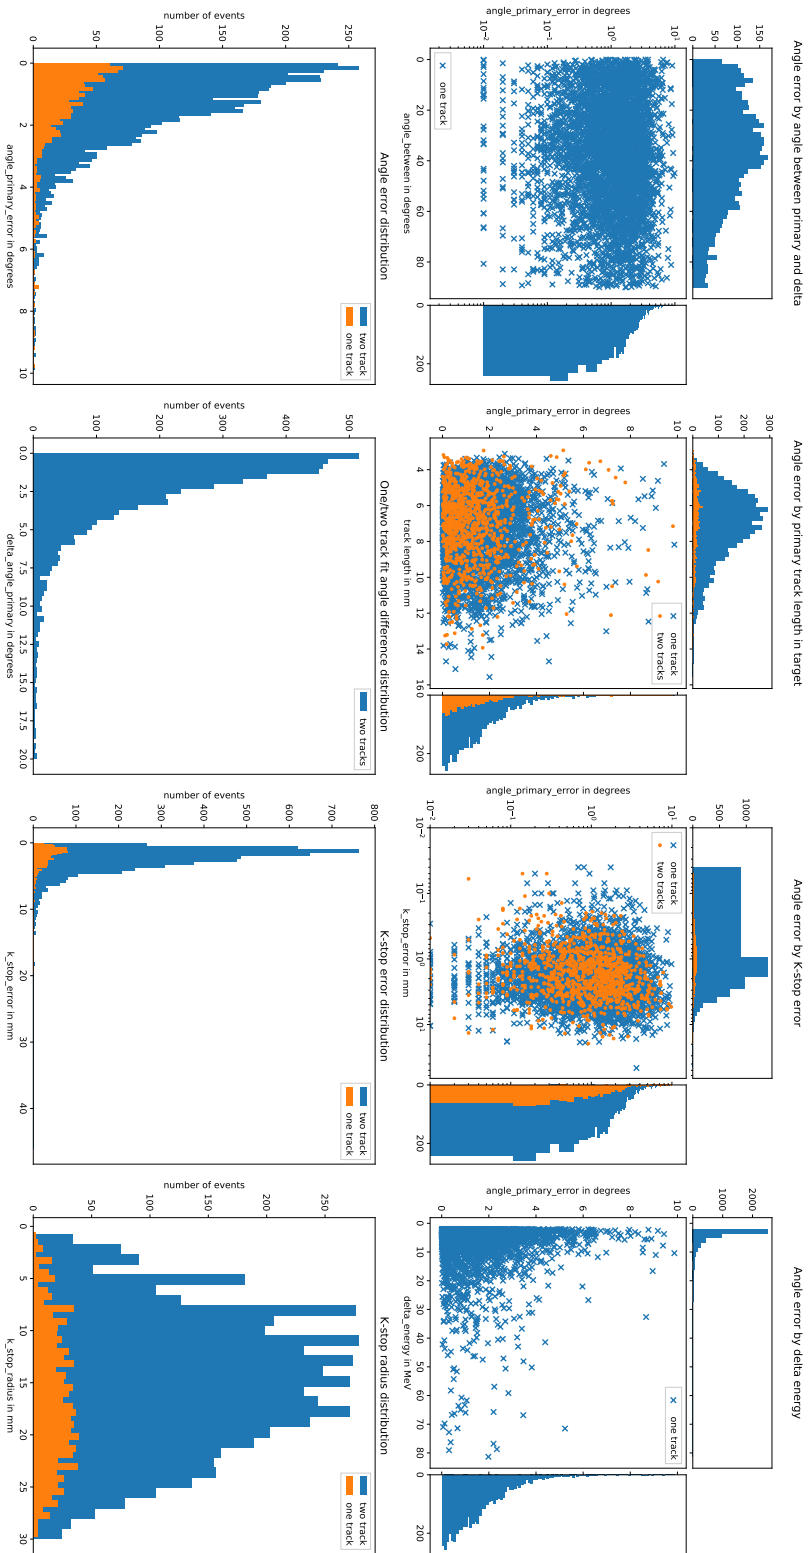 Angle error by angle between primary and delta
150
100
50
0
angle_primary_error in degrees
10¹
10⁰
10⁻¹
10⁻²
one track
0 20 40 60 80
0 200
angle_between in degrees
Angle error by primary track length in target
300
200
100
0
angle_primary_error in degrees
10
8
6
4
2
0
one track
two tracks
4 6 8 10 12 14 16
0 200
track length in mm
Angle error by K-stop error
1000
500
0
angle_primary_error in degrees
10¹
10⁰
10⁻¹
10⁻²
one track
two tracks
10⁻² 10⁻¹ 10⁰ 10¹
0 200
k_stop_error in mm
Angle error by delta energy
2000
1000
0
angle_primary_error in degrees
10
8
6
4
2
0
one track
0 10 20 30 40 50 60 70 80
0 200
delta_energy in MeV
Angle error distribution
number of events
250
200
150
100
50
0
two track
one track
0 2 4 6 8 10
angle_primary_error in degrees
One/two track fit angle difference distribution
number of events
500
400
300
200
100
0
two tracks
0.0 2.5 5.0 7.5 10.0 12.5 15.0 17.5 20.0
delta_angle_primary in degrees
K-stop error distribution
number of events
800
700
600
500
400
300
200
100
0
two track
one track
0 10 20 30 40
k_stop_error in mm
K-stop radius distribution
number of events
250
200
150
100
50
0
two track
one track
0 5 10 15 20 25 30
k_stop_radius in mm